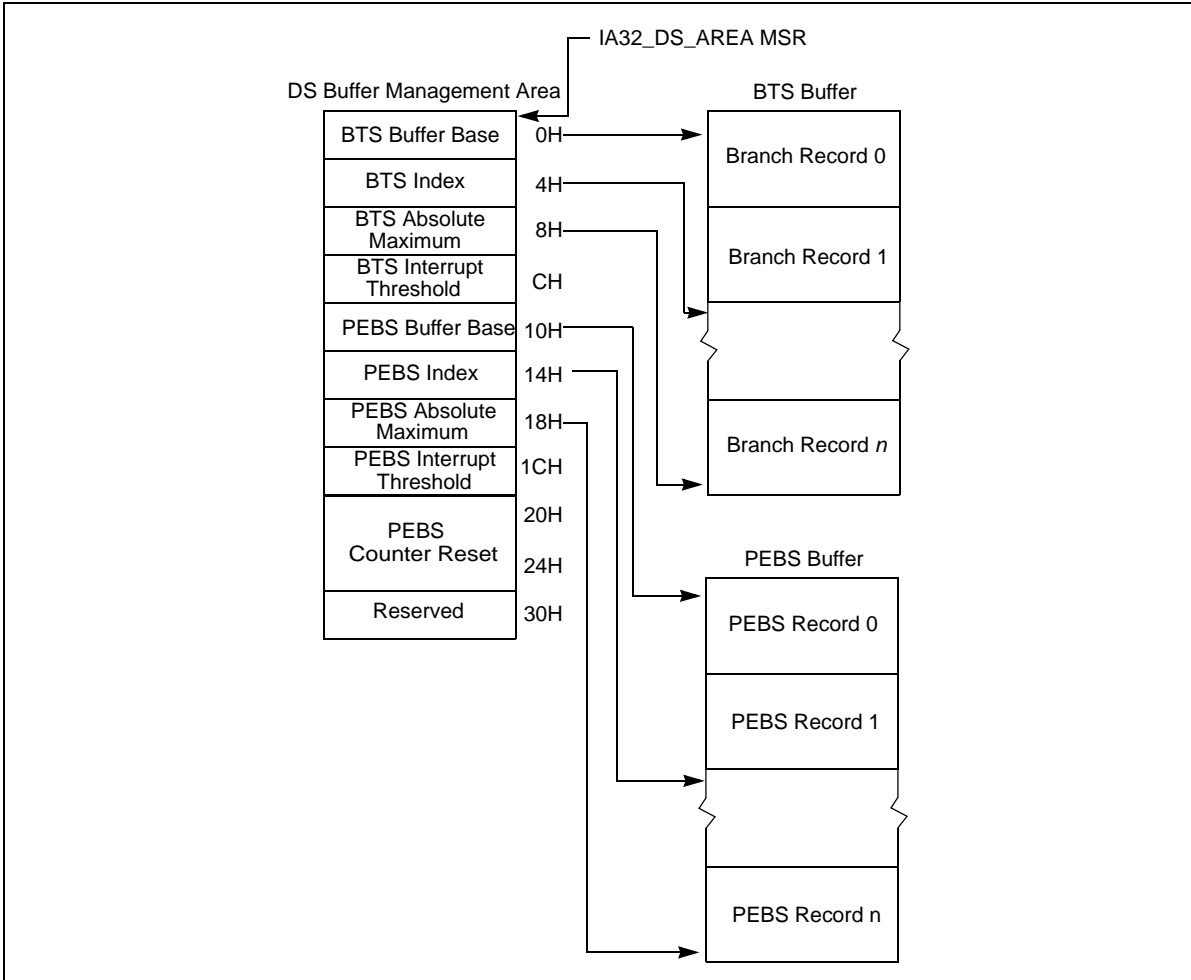 IA32_DS_AREA MSR
DS Buffer Management Area
BTS Buffer Base 0H
BTS Index 4H
BTS Absolute
Maximum 8H
BTS Interrupt
Threshold CH
PEBS Buffer Base 10H
PEBS Index 14H
PEBS Absolute
Maximum 18H
PEBS Interrupt
Threshold 1CH
20H
PEBS
Counter Reset
24H
Reserved 30H
BTS Buffer
Branch Record 0
Branch Record 1
Branch Record n
PEBS Buffer
PEBS Record 0
PEBS Record 1
PEBS Record n